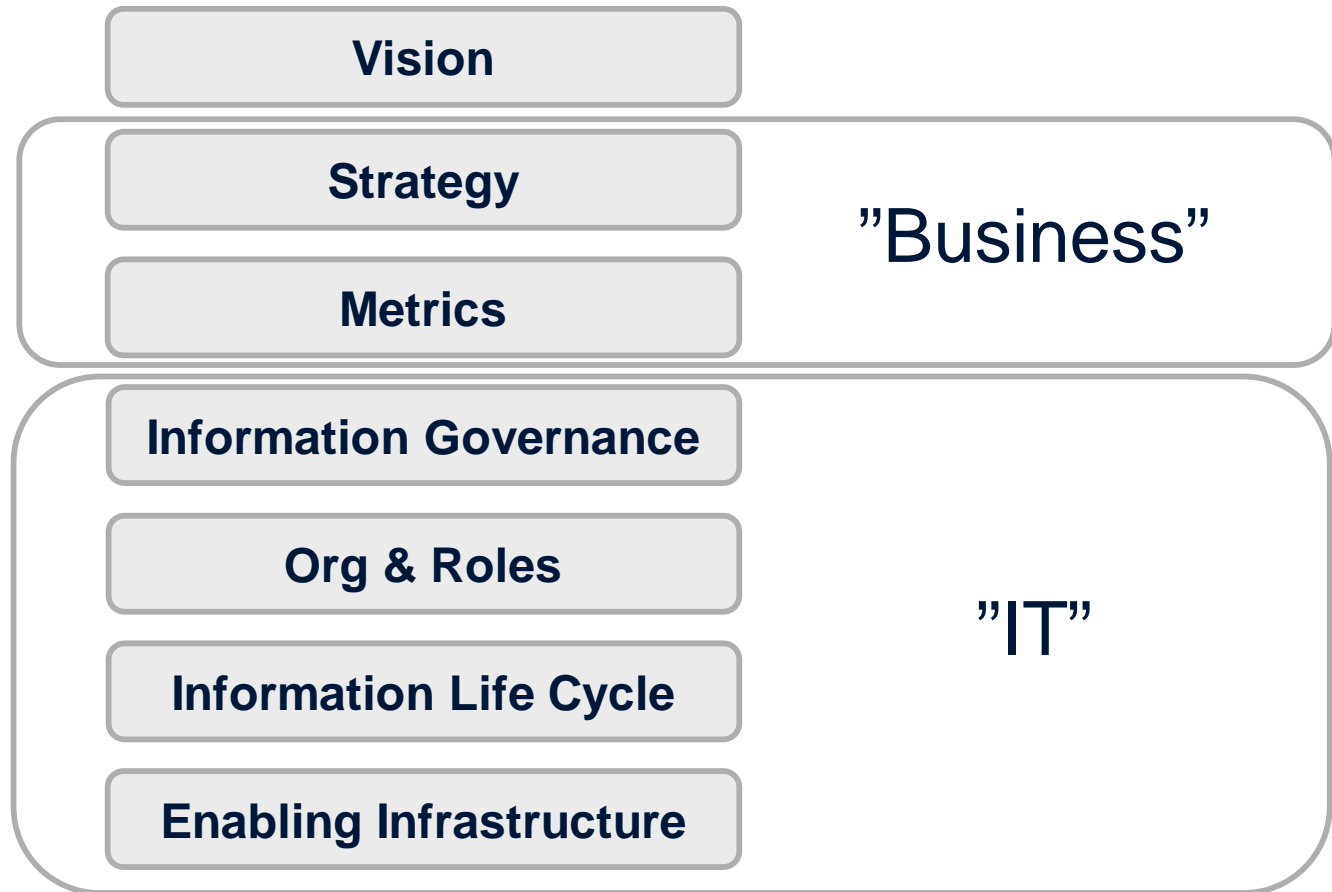 Vision
Strategy
Metrics
”Business”
Information Governance
Org & Roles
Information Life Cycle
Enabling Infrastructure
”IT”